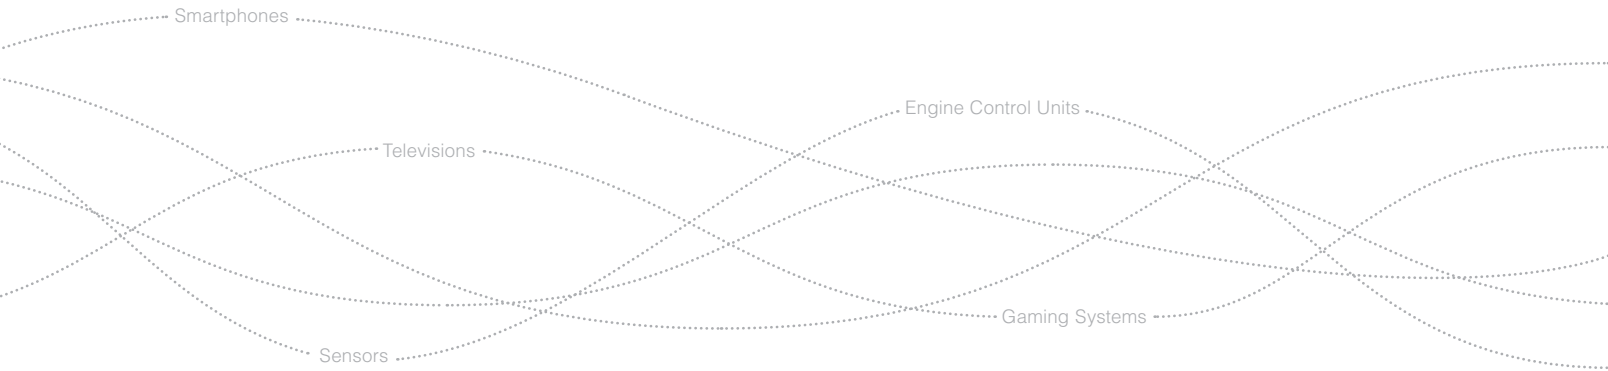 Smartphones
Engine Control Units
Televisions
Gaming Systems
Sensors